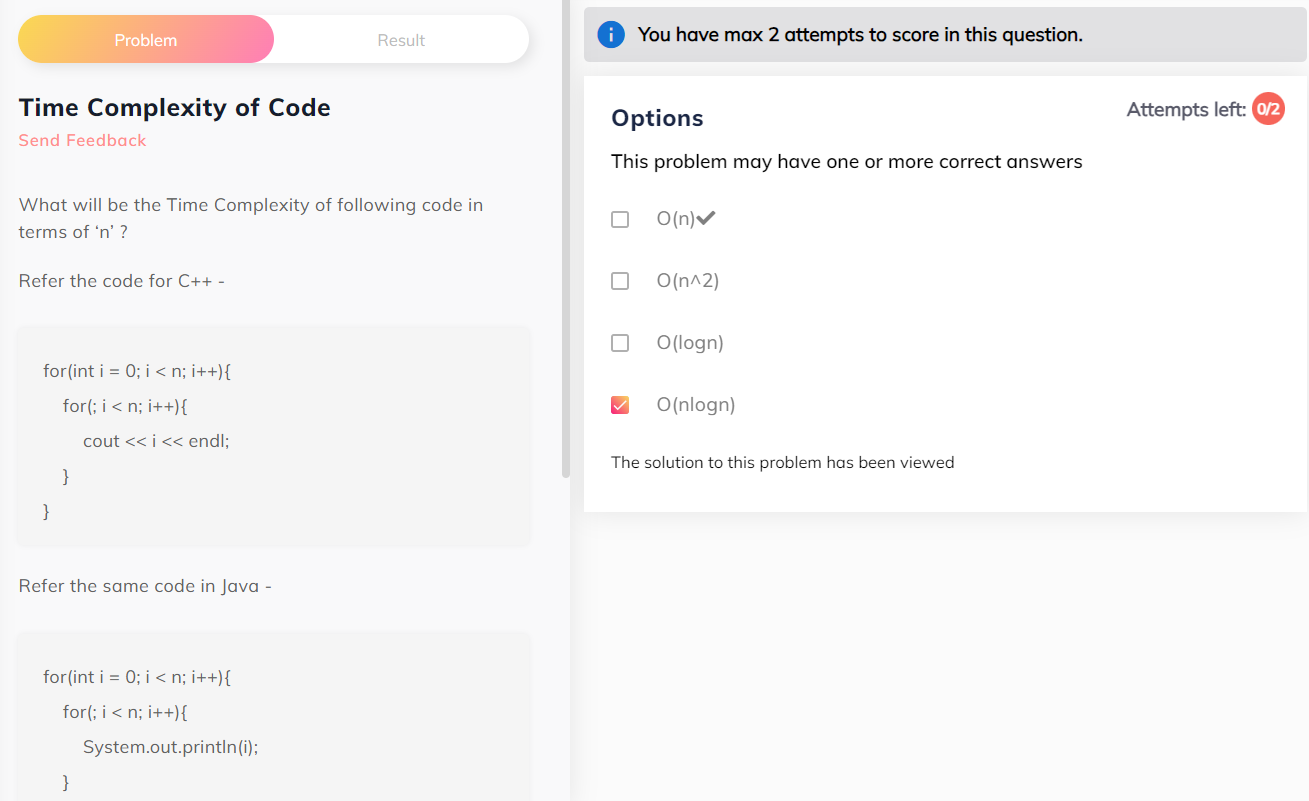 Problem
Result
Time Complexity of Code
Send Feedback
What will be the Time Complexity of following code in
terms of ‘n’ ?
Refer the code for C++ -
for(int i = 0; i < n; i++){
for(; i < n; i++){
cout << i << endl;
}
}
Refer the same code in Java -
for(int i = 0; i < n; i++){
for(; i < n; i++){
System.out.println(i);
}
You have max 2 attempts to score in this question.
Options
Attempts left: 0/2
This problem may have one or more correct answers
O(n)
O(n^2)
O(logn)
O(nlogn)
The solution to this problem has been viewed